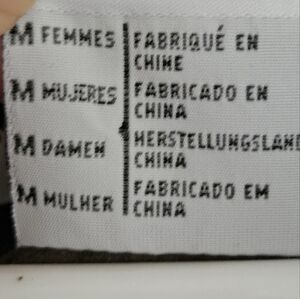 M FEMMES FABRIQUÉ EN
CHINE
M MUJERES FABRICADO EN
CHINA
M DAMEN HERSTELLUNGSLAND
CHINA
M MULHER FABRICADO EM
CHINA